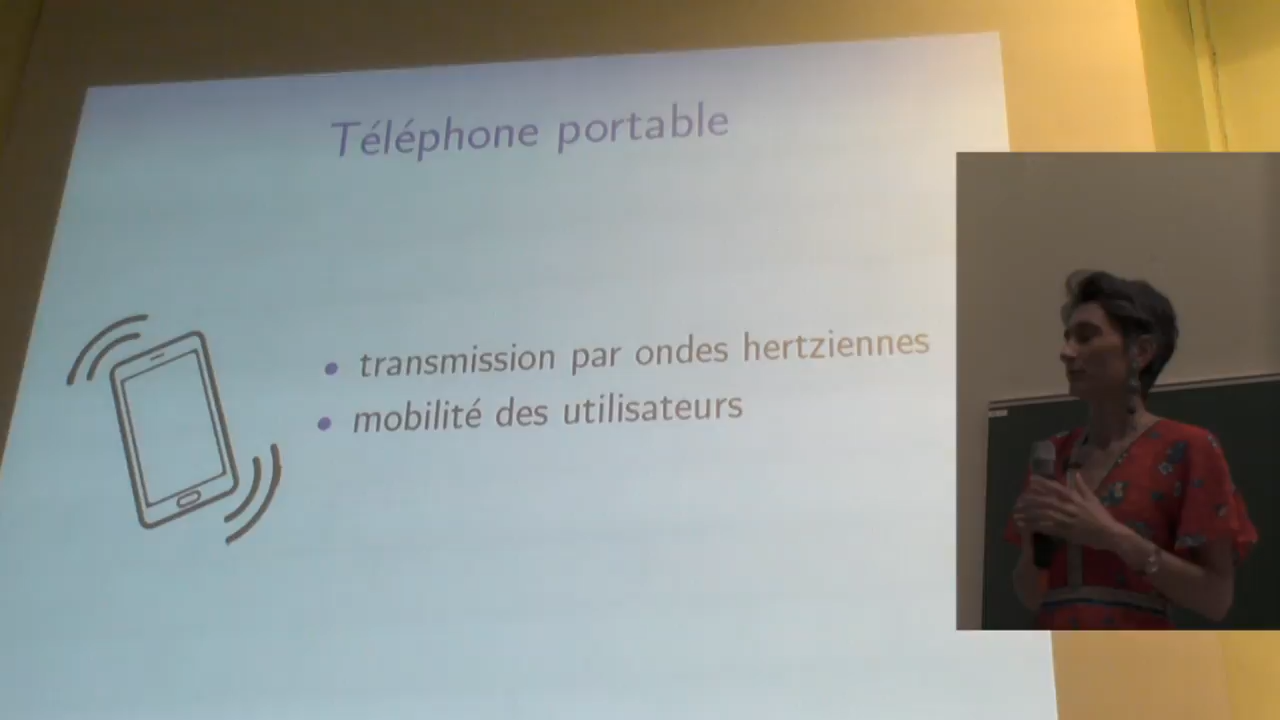 Téléphone portable
• transmission par ondes hertziennes
• mobilité des utilisateurs